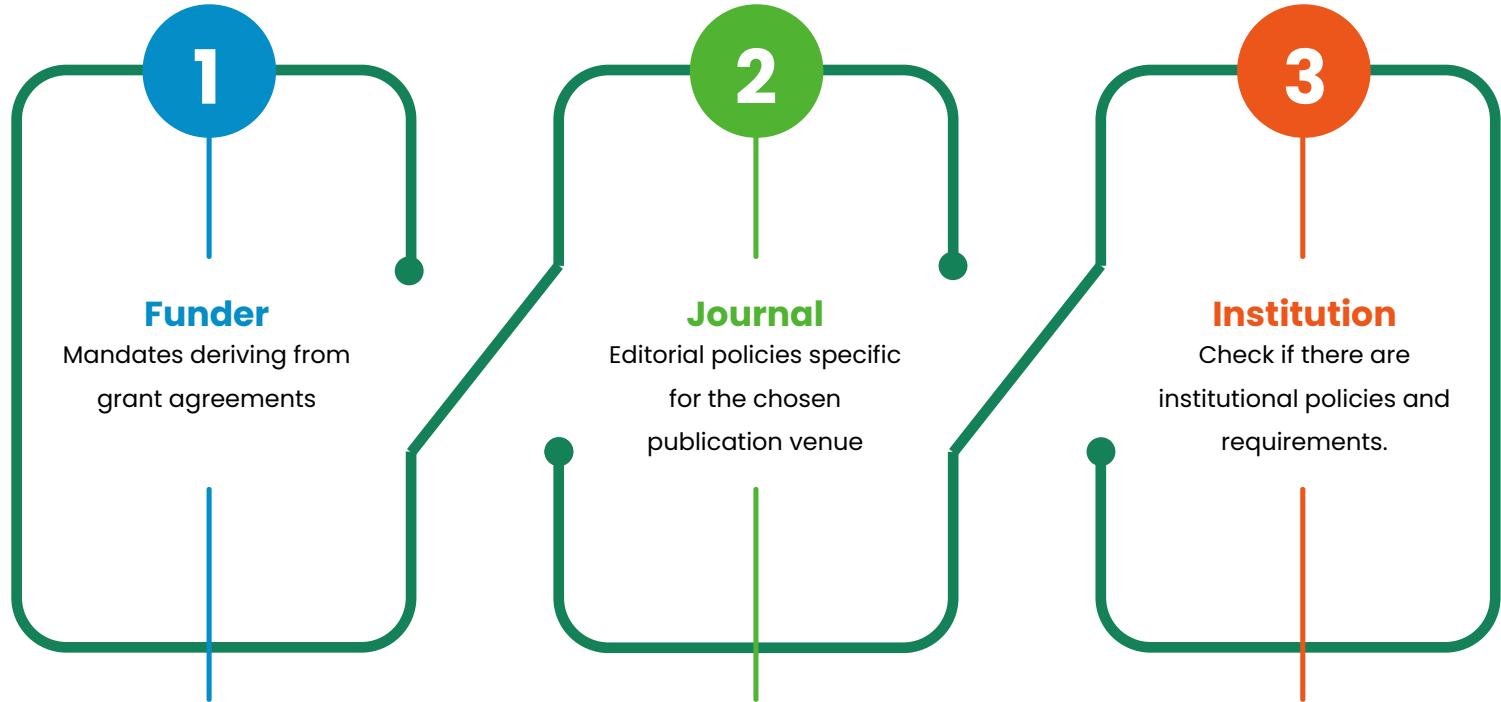 1
Funder
Mandates deriving from
grant agreements
2
Journal
Editorial policies specific
for the chosen
publication venue
3
Institution
Check if there are
institutional policies and
requirements.